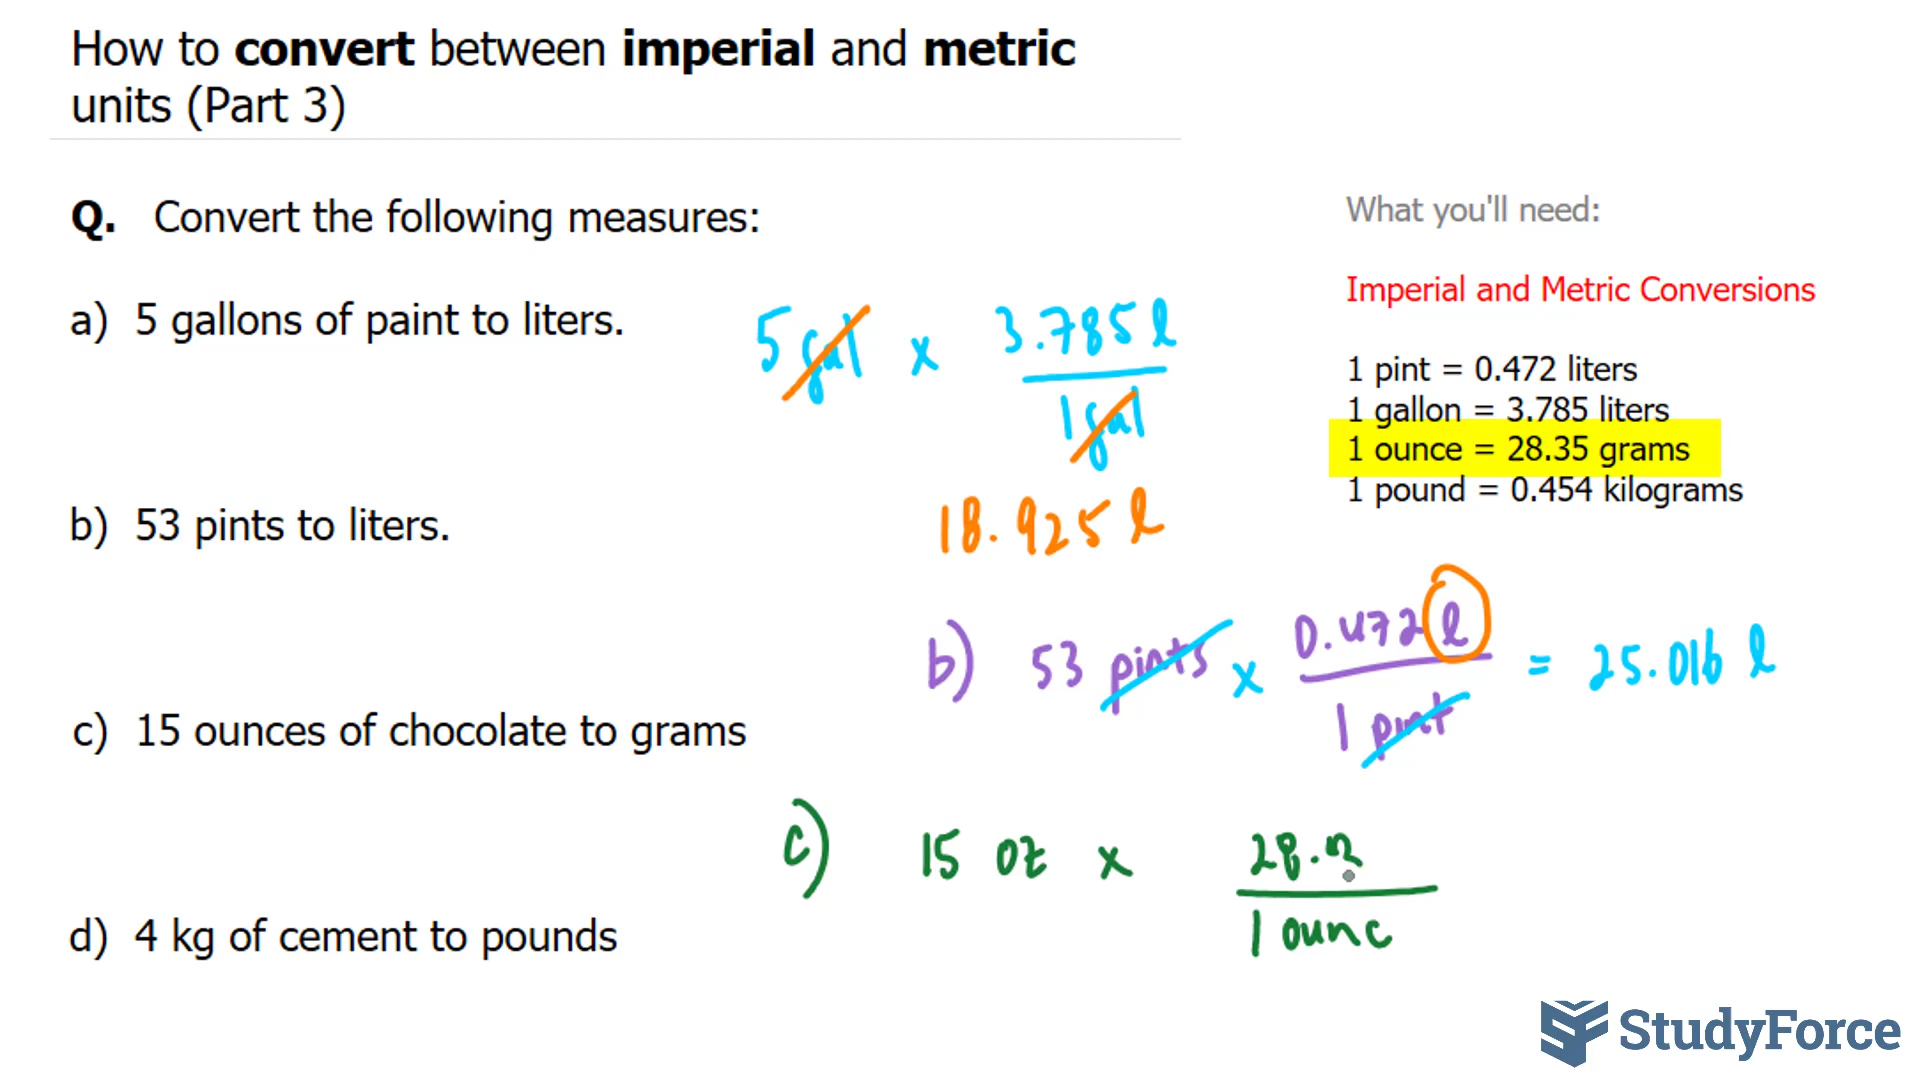 How to convert between imperial and metric
units (Part 3)
Q. Convert the following measures:
What you'll need:
Imperial and Metric Conversions
1 pint = 0.472 liters
1 gallon = 3.785 liters
1 ounce = 28.35 grams
1 pound = 0.454 kilograms
a) 5 gallons of paint to liters.
5 gal x 3.785 l
1 gal
18.925 l
b) 53 pints to liters.
b) 53 pints x 0.472 l = 25.016 l
1 pint
c) 15 ounces of chocolate to grams
c) 15 oz x 28.3
1 ounc
d) 4 kg of cement to pounds
StudyForce